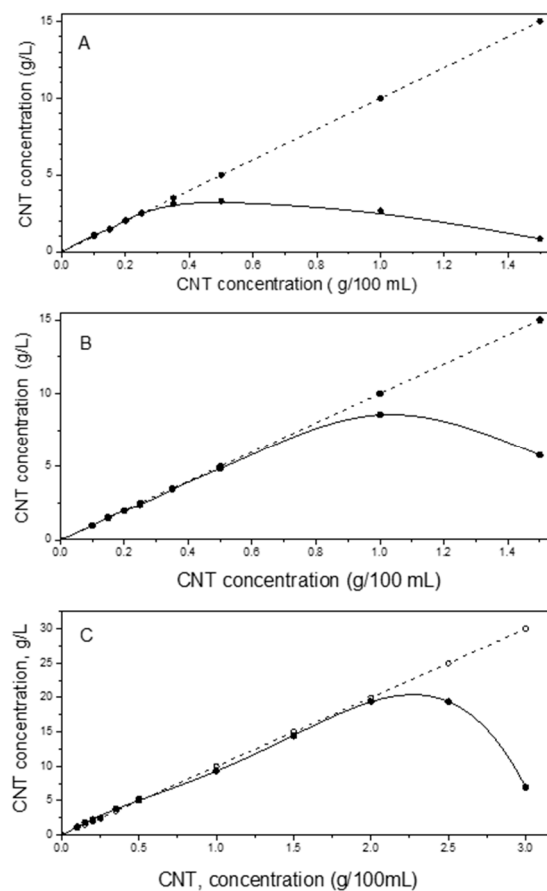 A
CNT concentration (g/L)
15
10
5
0
0.0 0.2 0.4 0.6 0.8 1.0 1.2 1.4
CNT concentration ( g/100 mL)
B
CNT concentration (g/L)
15
10
5
0
0.0 0.2 0.4 0.6 0.8 1.0 1.2 1.4
CNT concentration (g/100 mL)
C
CNT concentration, g/L
30
25
20
15
10
5
0
0.0 0.5 1.0 1.5 2.0 2.5 3.0
CNT, concentration (g/100mL)